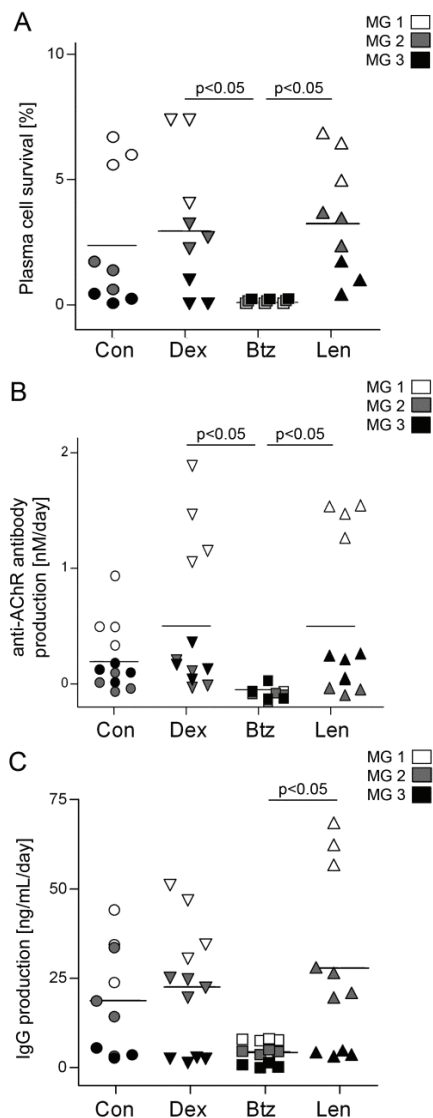 A
MG 1
MG 2
MG 3
Plasma cell survival [%]
10
5
0
p<0.05 p<0.05
Con Dex Btz Len
B
MG 1
MG 2
MG 3
anti-AChR antibody
production [nM/day]
2
1
0
p<0.05 p<0.05
Con Dex Btz Len
C
MG 1
MG 2
MG 3
IgG production [ng/mL/day]
75
50
25
0
p<0.05
Con Dex Btz Len